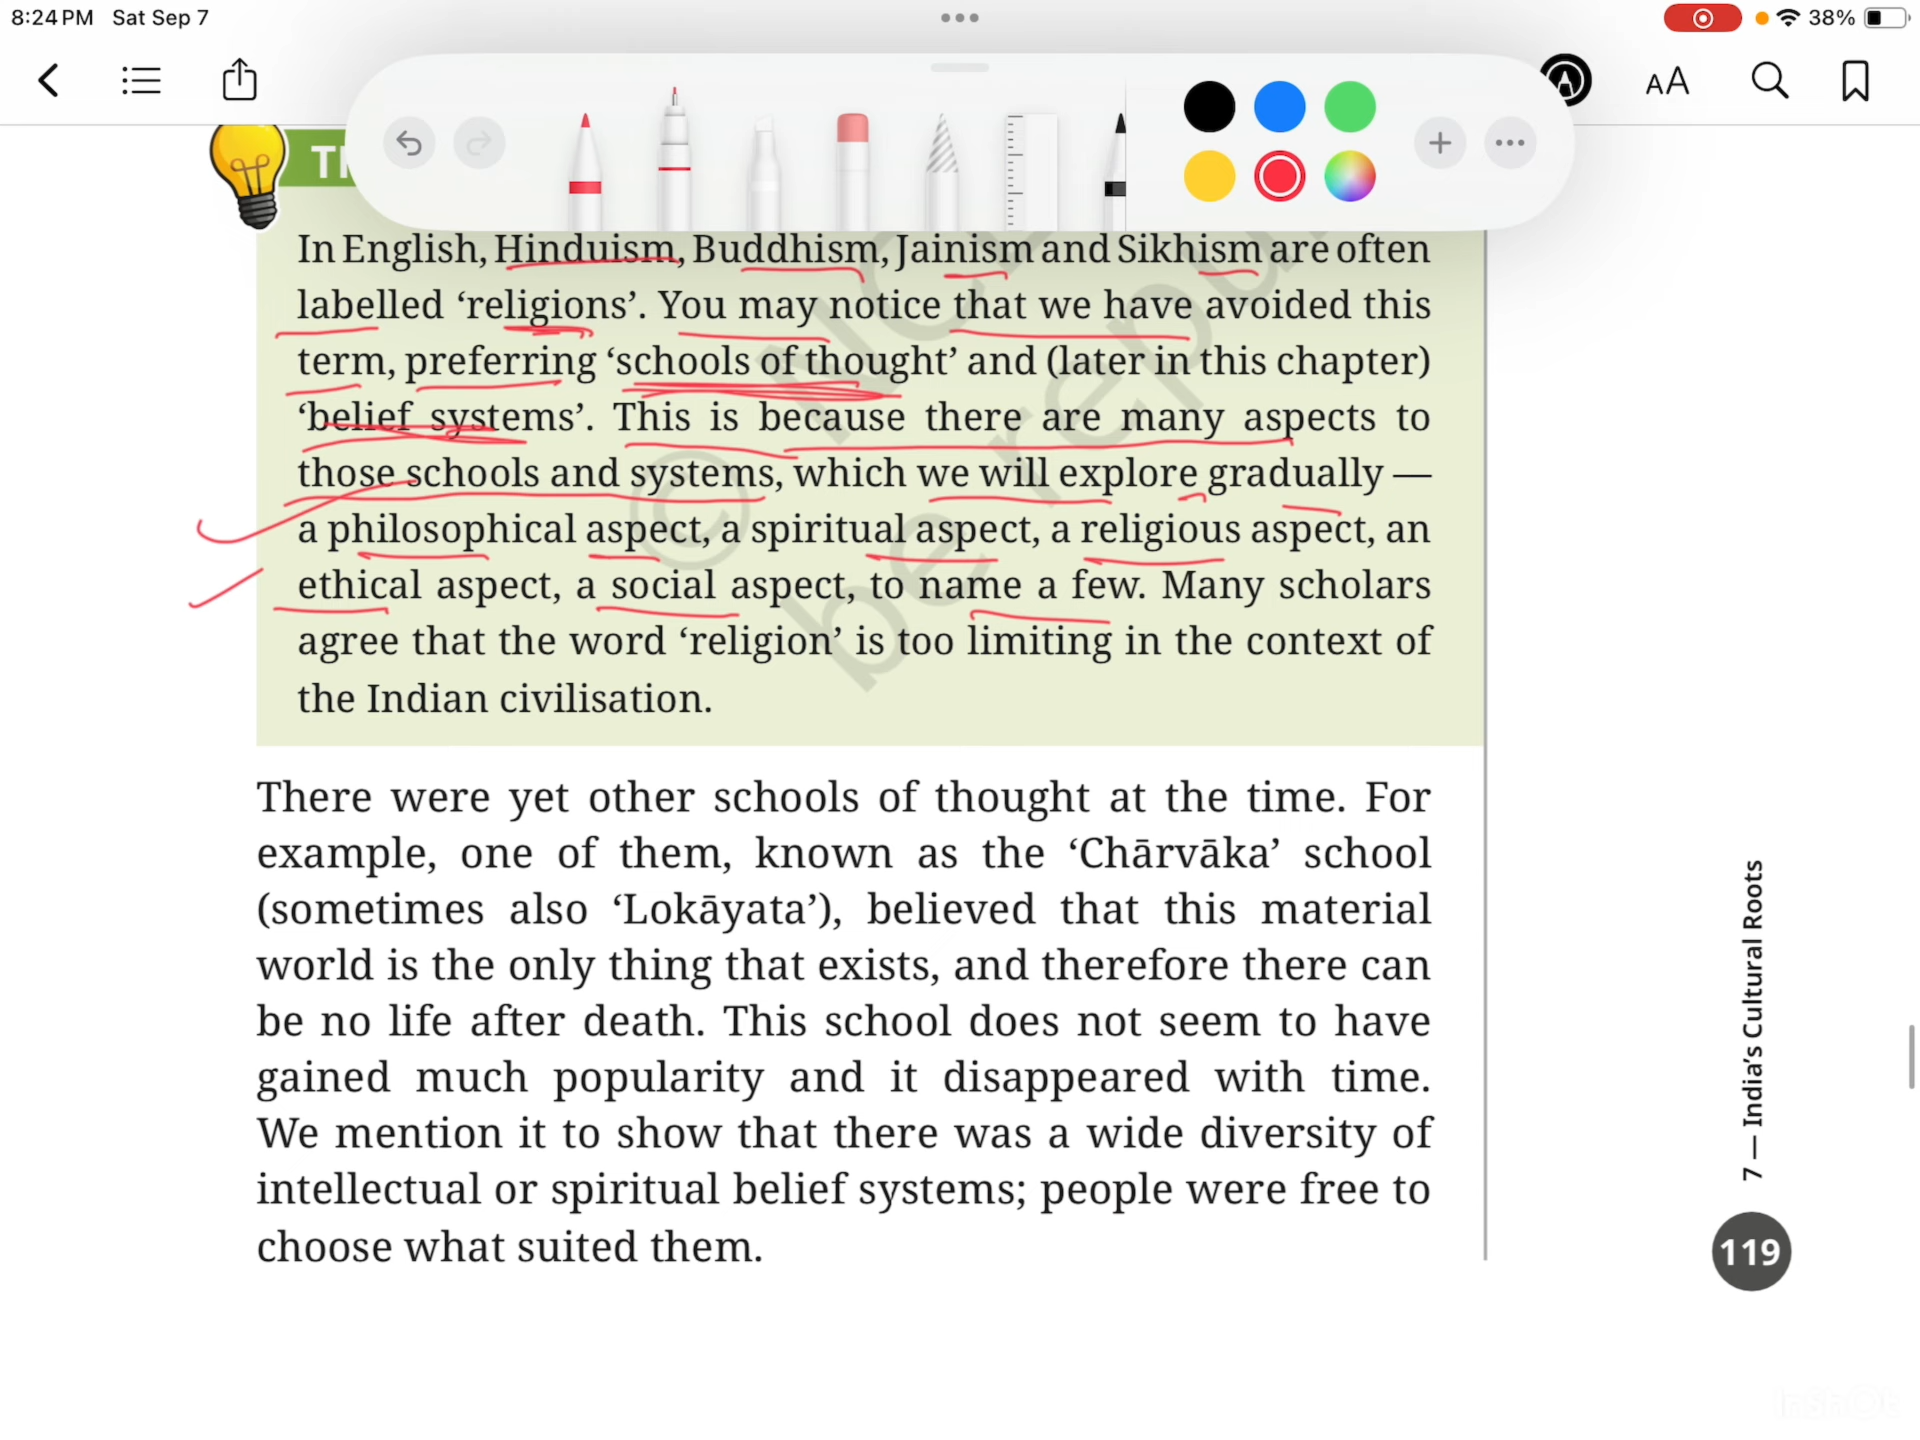 8:24 PM Sat Sep 7
38%
AA
In English, Hinduism, Buddhism, Jainism and Sikhism are often
labelled ‘religions’. You may notice that we have avoided this
term, preferring ‘schools of thought’ and (later in this chapter)
‘belief systems’. This is because there are many aspects to
those schools and systems, which we will explore gradually —
a philosophical aspect, a spiritual aspect, a religious aspect, an
ethical aspect, a social aspect, to name a few. Many scholars
agree that the word ‘religion’ is too limiting in the context of
the Indian civilisation.
There were yet other schools of thought at the time. For
example, one of them, known as the ‘Chārvāka’ school
(sometimes also ‘Lokāyata’), believed that this material
world is the only thing that exists, and therefore there can
be no life after death. This school does not seem to have
gained much popularity and it disappeared with time.
We mention it to show that there was a wide diversity of
intellectual or spiritual belief systems; people were free to
choose what suited them.
7 — India’s Cultural Roots
119